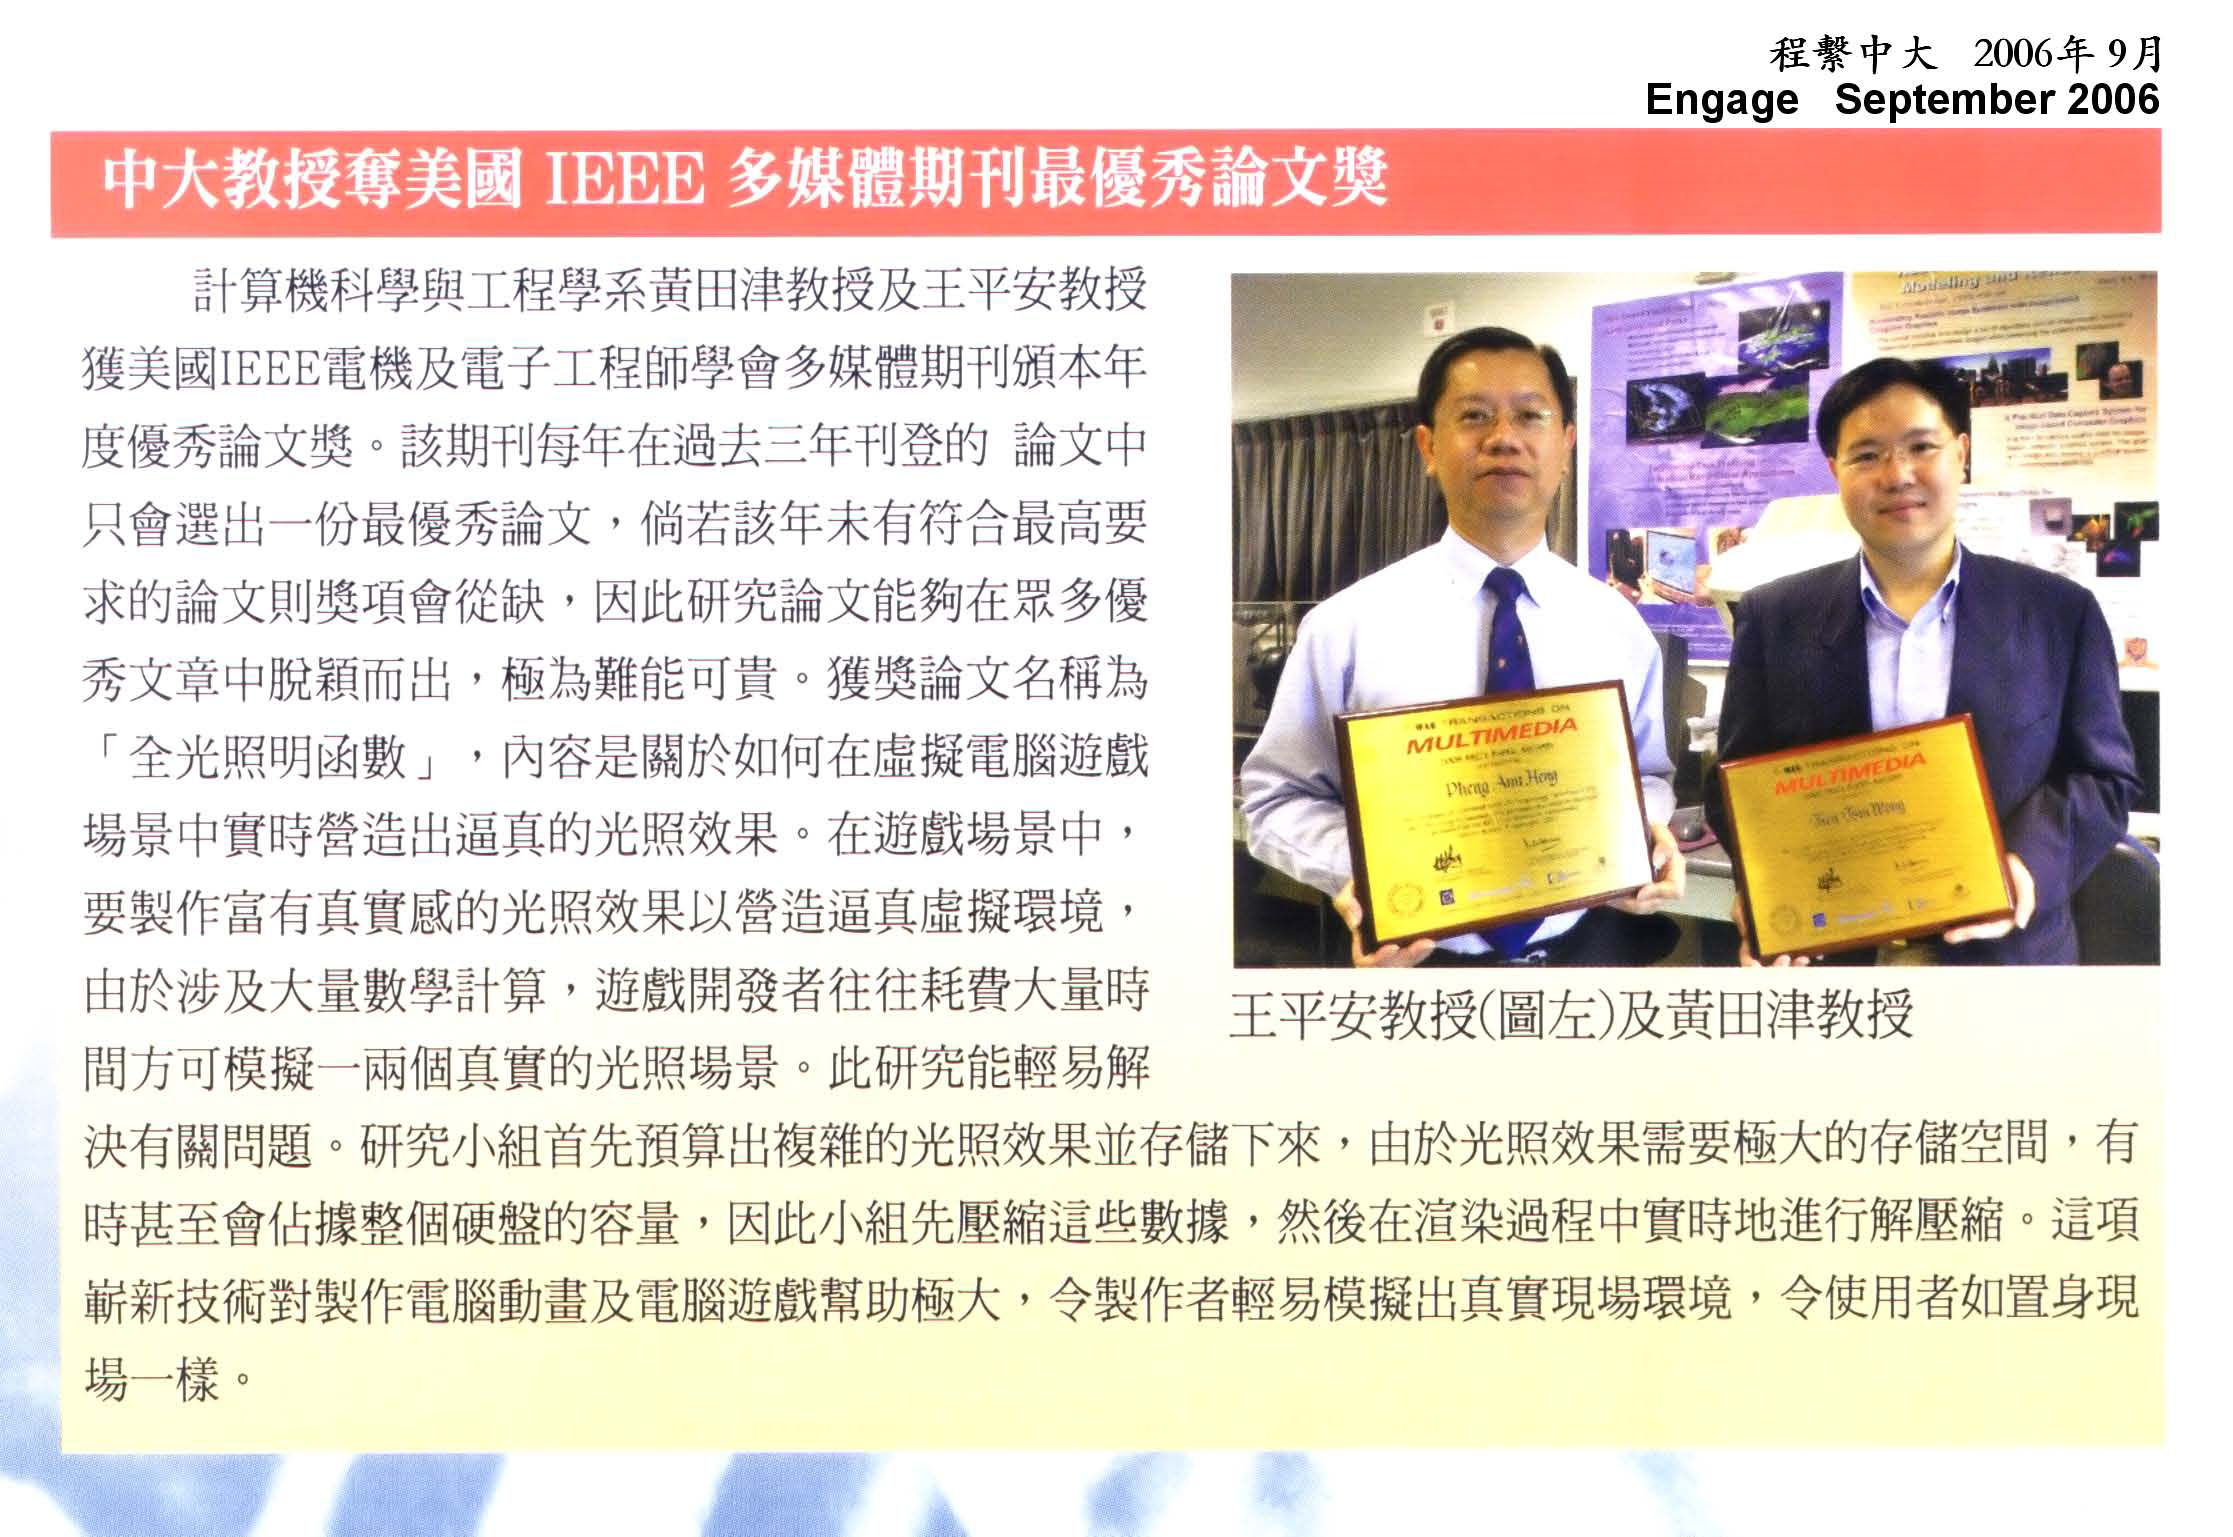 程繫中大 2006年 9月
Engage September 2006
中大教授奪美國 IEEE 多媒體期刊最優秀論文獎
計算機科學與工程學系黃田津教授及王平安教授
獲美國IEEE電機及電子工程師學會多媒體期刊頒本年
度優秀論文獎。該期刊每年在過去三年刊登的 論文中
只會選出一份最優秀論文，倘若該年未有符合最高要
求的論文則獎項會從缺，因此研究論文能夠在眾多優
秀文章中脫穎而出，極為難能可貴。獲獎論文名稱為
「全光照明函數」，內容是關於如何在虛擬電腦遊戲
場景中實時營造出逼真的光照效果。在遊戲場景中，
要製作富有真實感的光照效果以營造逼真虛擬環境，
由於涉及大量數學計算，遊戲開發者往往耗費大量時
間方可模擬一兩個真實的光照場景。此研究能輕易解
決有關問題。研究小組首先預算出複雜的光照效果並存儲下來，由於光照效果需要極大的存儲空間，有
時甚至會佔據整個硬盤的容量，因此小組先壓縮這些數據，然後在渲染過程中實時地進行解壓縮。這項
嶄新技術對製作電腦動畫及電腦遊戲幫助極大，令製作者輕易模擬出真實現場環境，令使用者如置身現
場一樣。
Modeling and
TRANSACTIONS ON
MULTIMEDIA
Pheng Ann Heng
TRANSACTIONS ON
MULTIMEDIA
Tien Tsin Wong
王平安教授(圖左)及黃田津教授